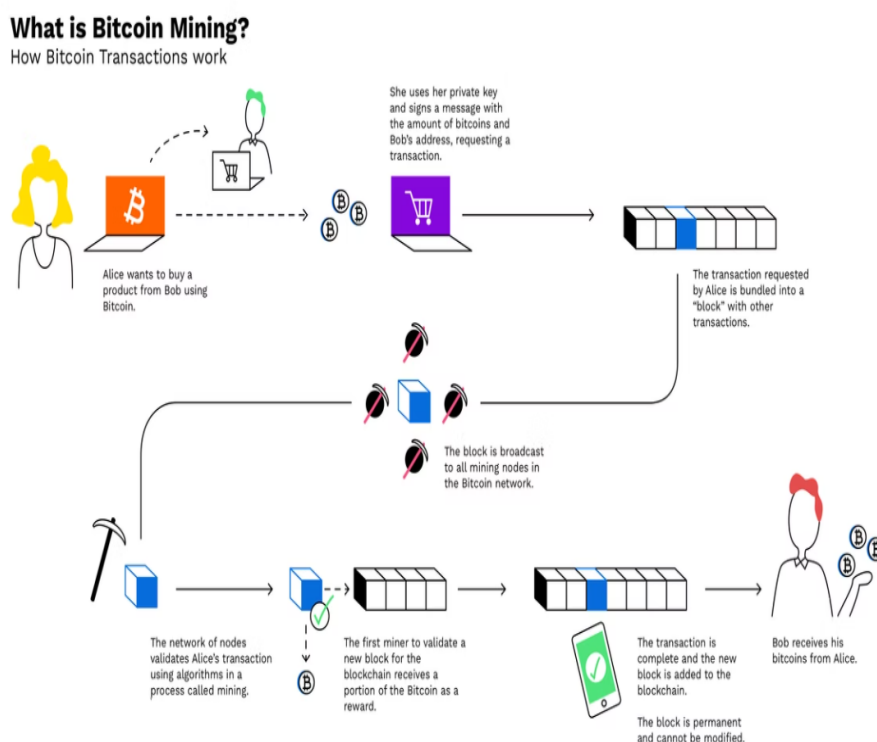 What is Bitcoin Mining?
How Bitcoin Transactions work
She uses her private key
and signs a message with
the amount of bitcoins and
Bob's address, requesting a
transaction.
Alice wants to buy a
product from Bob using
Bitcoin.
The transaction requested
by Alice is bundled into a
“block” with other
transactions.
The block is broadcast
to all mining nodes in
the Bitcoin network.
The network of nodes
validates Alice's transaction
using algorithms in a
process called mining.
The first miner to validate a
new block for the
blockchain receives a
portion of the Bitcoin as a
reward.
The transaction is
complete and the new
block is added to the
blockchain.
The block is permanent
and cannot be modified.
Bob receives his
bitcoins from Alice.